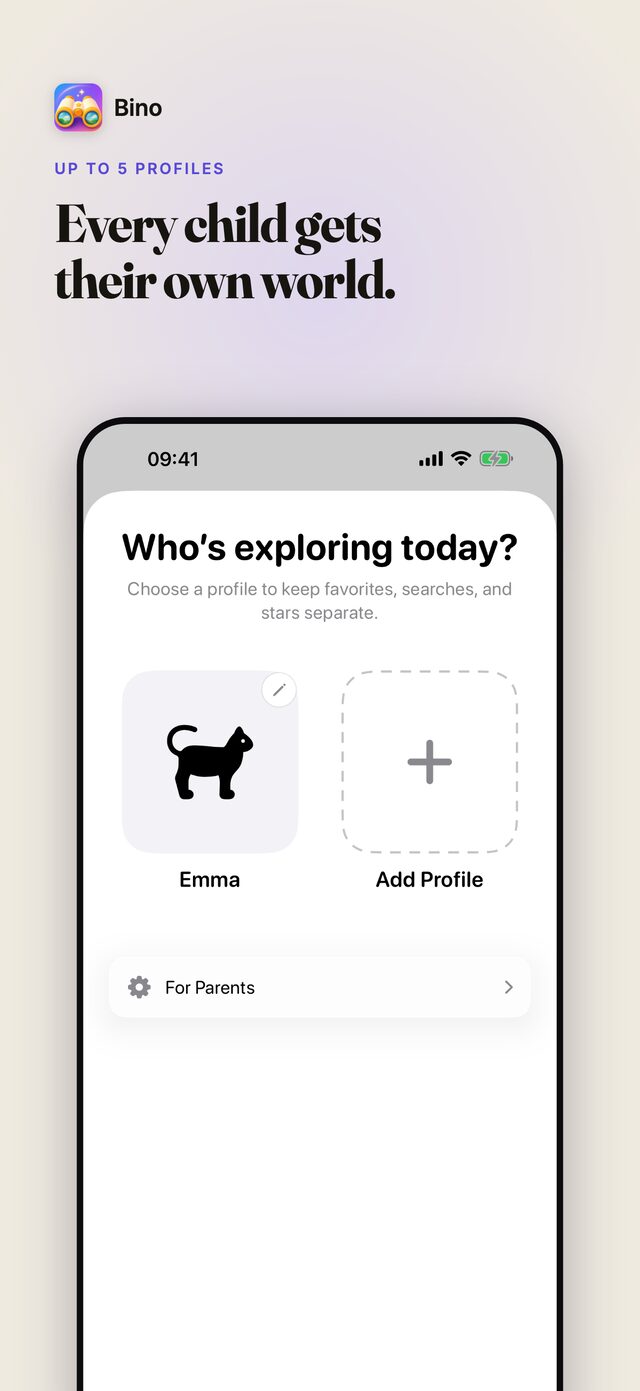 Bino
UP TO 5 PROFILES
Every child gets
their own world.
09:41
Who's exploring today?
Choose a profile to keep favorites, searches, and
stars separate.
Emma
Add Profile
For Parents